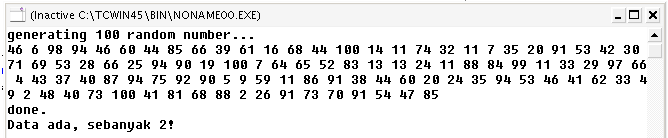 (Inactive C:\TCWIN45\BIN\NONAME00.EXE)
generating 100 random number...
46 6 98 94 46 60 44 85 66 39 61 16 68 44 100 14 11 74 32 11 7 35 20 91 53 42 30
71 69 53 28 66 25 94 90 19 100 7 64 65 52 83 13 13 24 11 88 84 99 11 33 29 97 66
4 43 37 40 87 94 75 92 90 5 9 59 11 86 91 38 44 60 20 24 35 94 53 46 41 62 33 4
9 2 48 40 73 100 41 81 68 88 2 26 91 73 70 91 54 47 85
done.
Data ada, sebanyak 2!